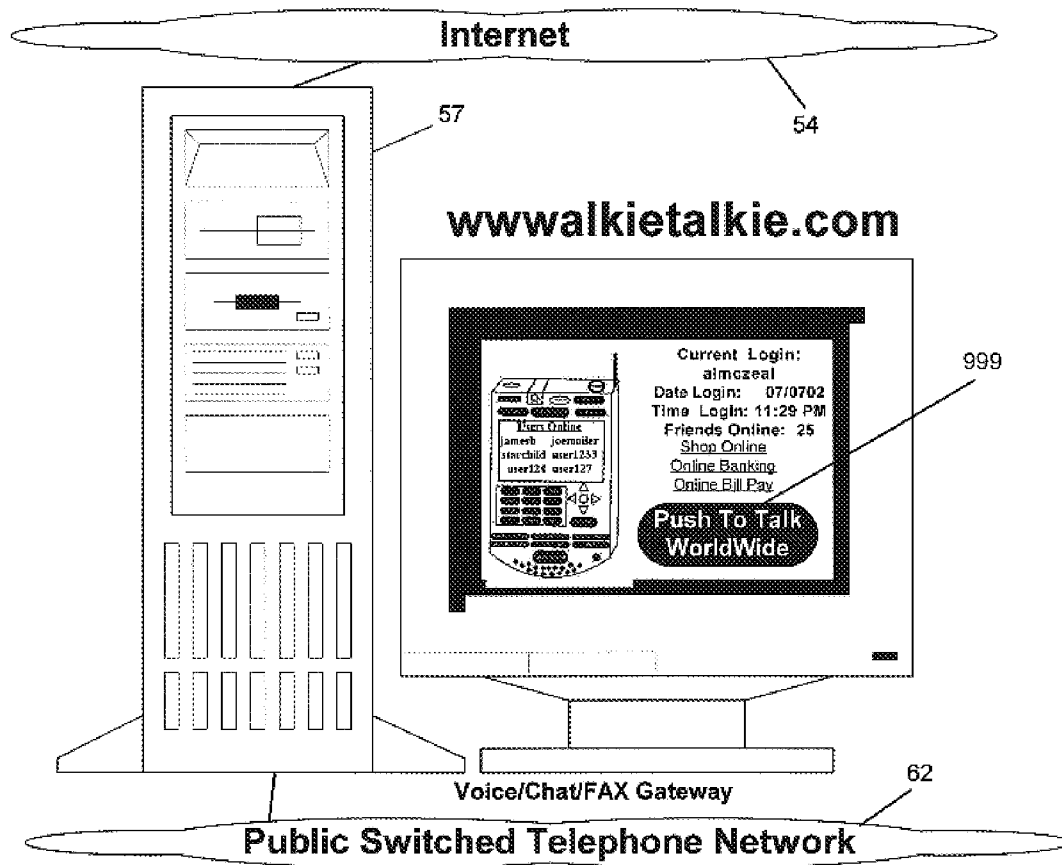 Internet
57
54
wwwalkietalkie.com
Current Login:
almczeal
Date Login: 07/0702
Time Login: 11:29 PM
Friends Online: 25
Shop Online
Online Banking
Online Bill Pay
999
Users Online
jamesb joemiller
starchild user1233
user124 user127
Push To Talk
WorldWide
Voice/Chat/FAX Gateway
62
Public Switched Telephone Network